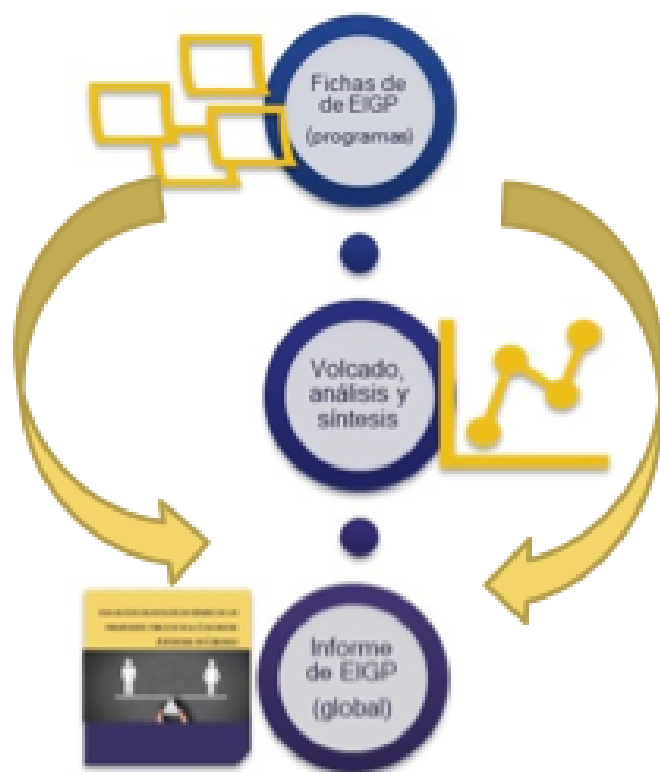 Fichas de
de EIGP
(programas)
Volcado,
análisis y
síntesis
Informe
de EIGP
(global)